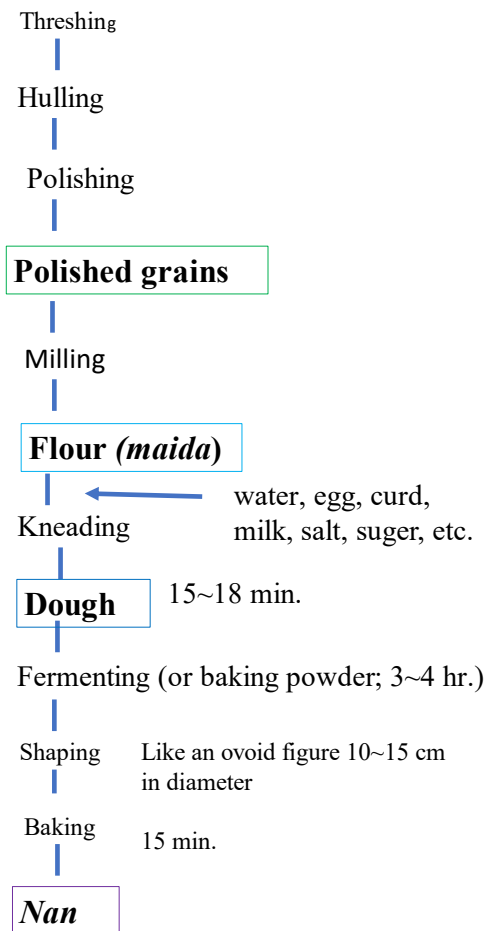 Threshing
Hulling
Polishing
Polished grains
Milling
Flour (maida)
water, egg, curd,
milk, salt, suger, etc.
Kneading
Dough
15~18 min.
Fermenting (or baking powder; 3~4 hr.)
Shaping
Like an ovoid figure 10~15 cm
in diameter
Baking
15 min.
Nan